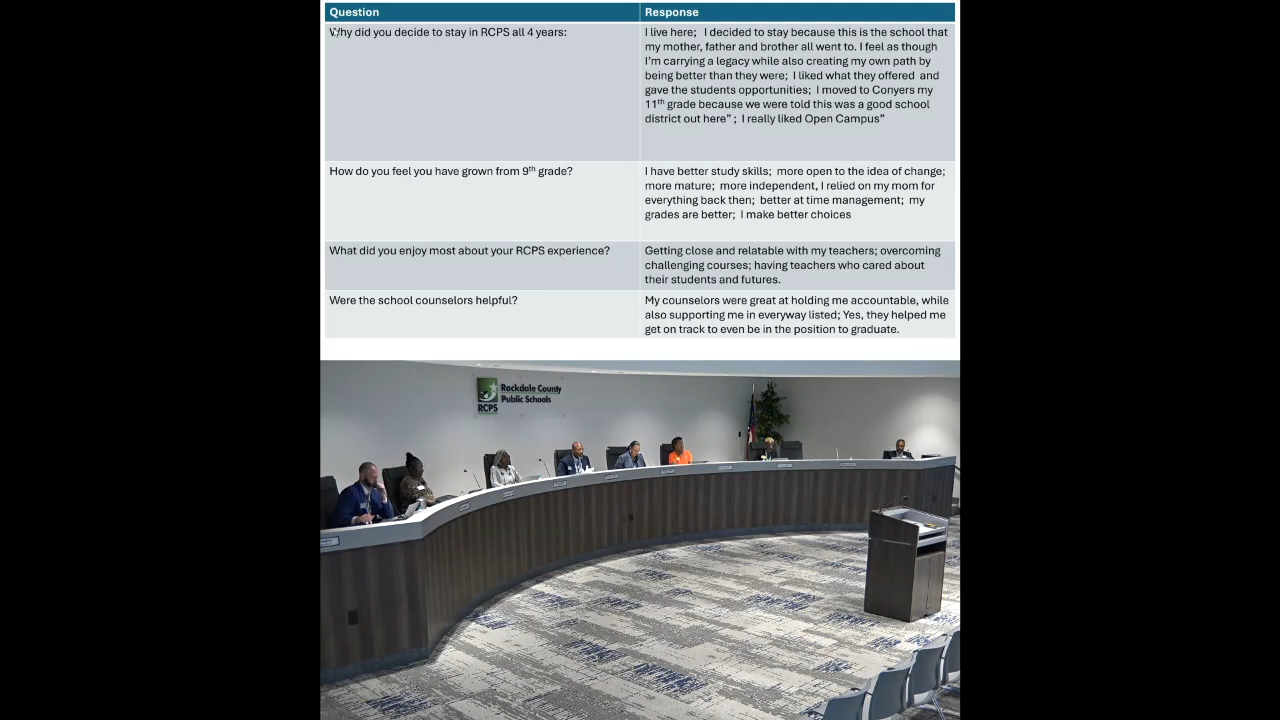 Question
Response
Why did you decide to stay in RCPS all 4 years:
I live here;  I decided to stay because this is the school that
my mother, father and brother all went to. I feel as though
I'm carrying a legacy while also creating my own path by
being better than they were;  I liked what they offered  and
gave the students opportunities;  I moved to Conyers my
11th grade because we were told this was a good school
district out here" ;  I really liked Open Campus"
How do you feel you have grown from 9th grade?
I have better study skills;  more open to the idea of change;
more mature;  more independent, I relied on my mom for
everything back then;  better at time management;  my
grades are better;  I make better choices
What did you enjoy most about your RCPS experience?
Getting close and relatable with my teachers; overcoming
challenging courses; having teachers who cared about
their students and futures.
Were the school counselors helpful?
My counselors were great at holding me accountable, while
also supporting me in everyway listed; Yes, they helped me
get on track to even be in the position to graduate.
Rockdale County
Public Schools
RCPS